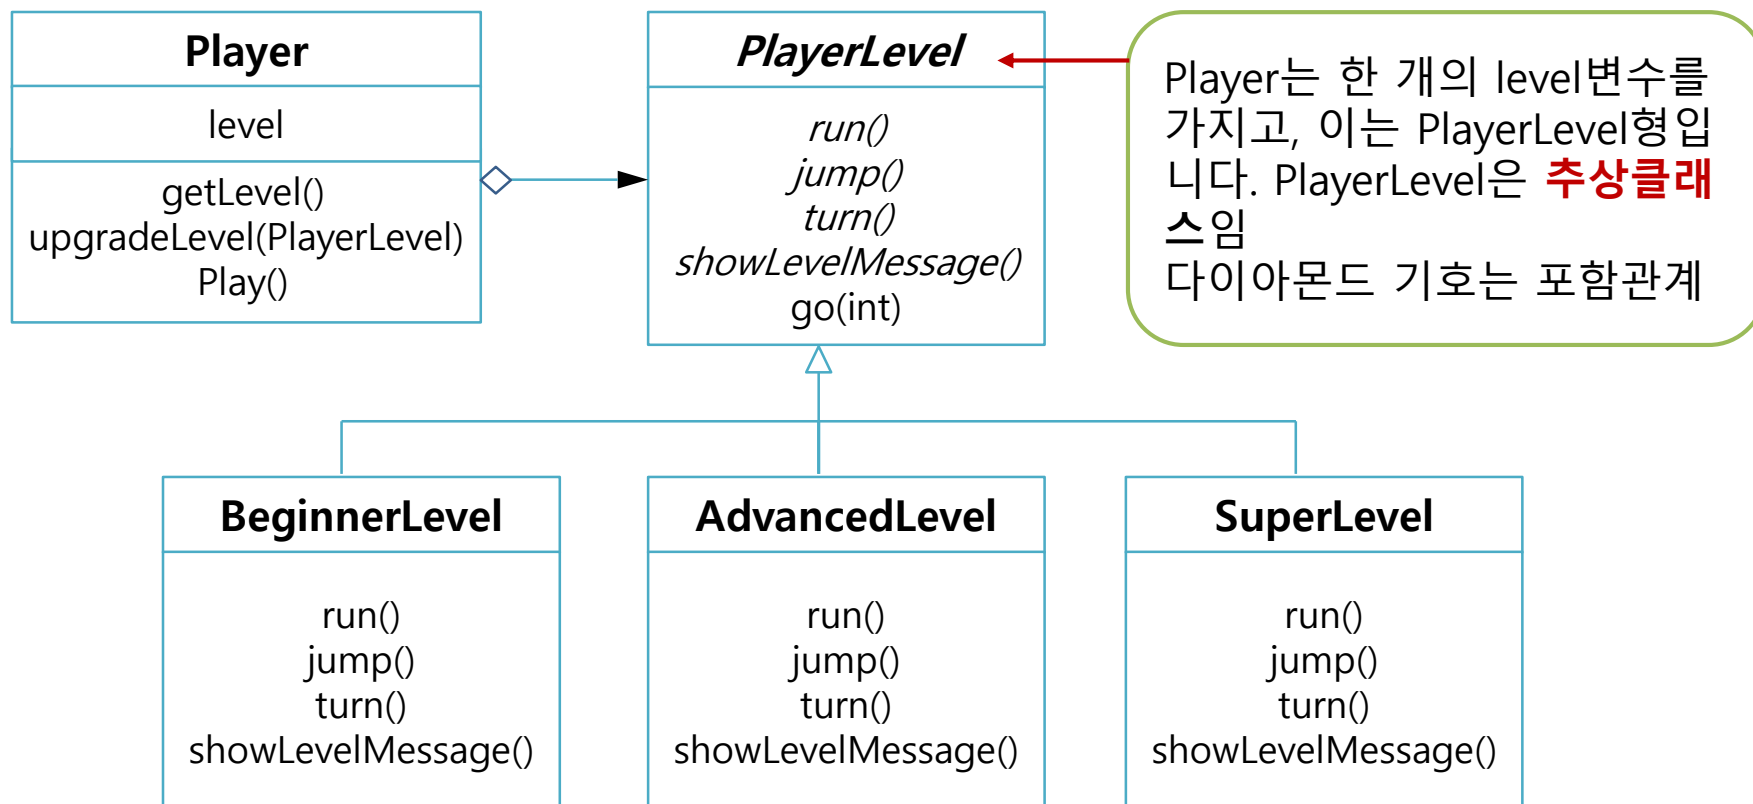 Player
level
getLevel()
upgradeLevel(PlayerLevel)
Play()
PlayerLevel
run()
jump()
turn()
showLevelMessage()
go(int)
Player는 한 개의 level변수를
가지고, 이는 PlayerLevel형입
니다. PlayerLevel은 추상클래
스임
다이아몬드 기호는 포함관계
BeginnerLevel
run()
jump()
turn()
showLevelMessage()
AdvancedLevel
run()
jump()
turn()
showLevelMessage()
SuperLevel
run()
jump()
turn()
showLevelMessage()